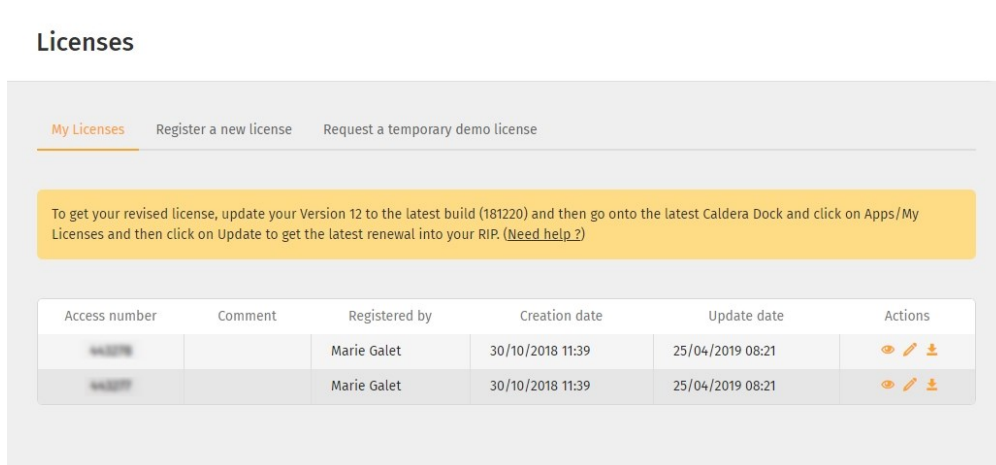 Licenses
My Licenses Register a new license Request a temporary demo license
To get your revised license, update your Version 12 to the latest build (181220) and then go onto the latest Caldera Dock and click on Apps/My
Licenses and then click on Update to get the latest renewal into your RIP. (Need help ?)
Access number Comment Registered by Creation date Update date Actions
Marie Galet 30/10/2018 11:39 25/04/2019 08:21
Marie Galet 30/10/2018 11:39 25/04/2019 08:21